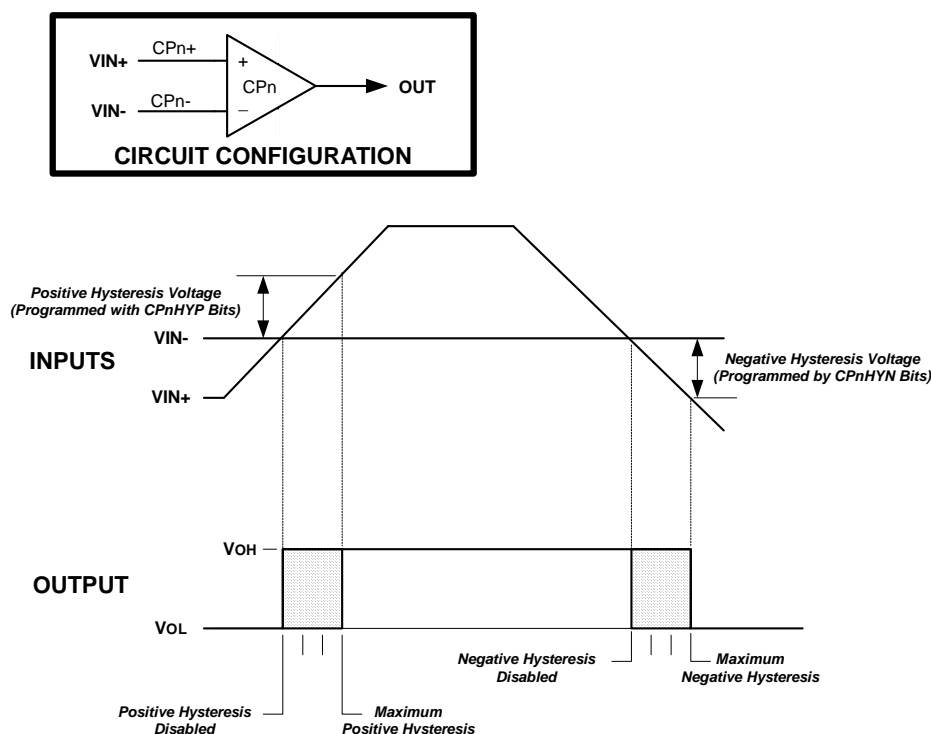 VIN+
CPn+
+
CPn
OUT
VIN-
CPn-
_
CIRCUIT CONFIGURATION
Positive Hysteresis Voltage
(Programmed with CPnHYP Bits)
VIN-
INPUTS
Negative Hysteresis Voltage
(Programmed by CPnHYN Bits)
VIN+
VOH
OUTPUT
VOL
Negative Hysteresis
Disabled
Maximum
Negative Hysteresis
Positive Hysteresis
Disabled
Maximum
Positive Hysteresis